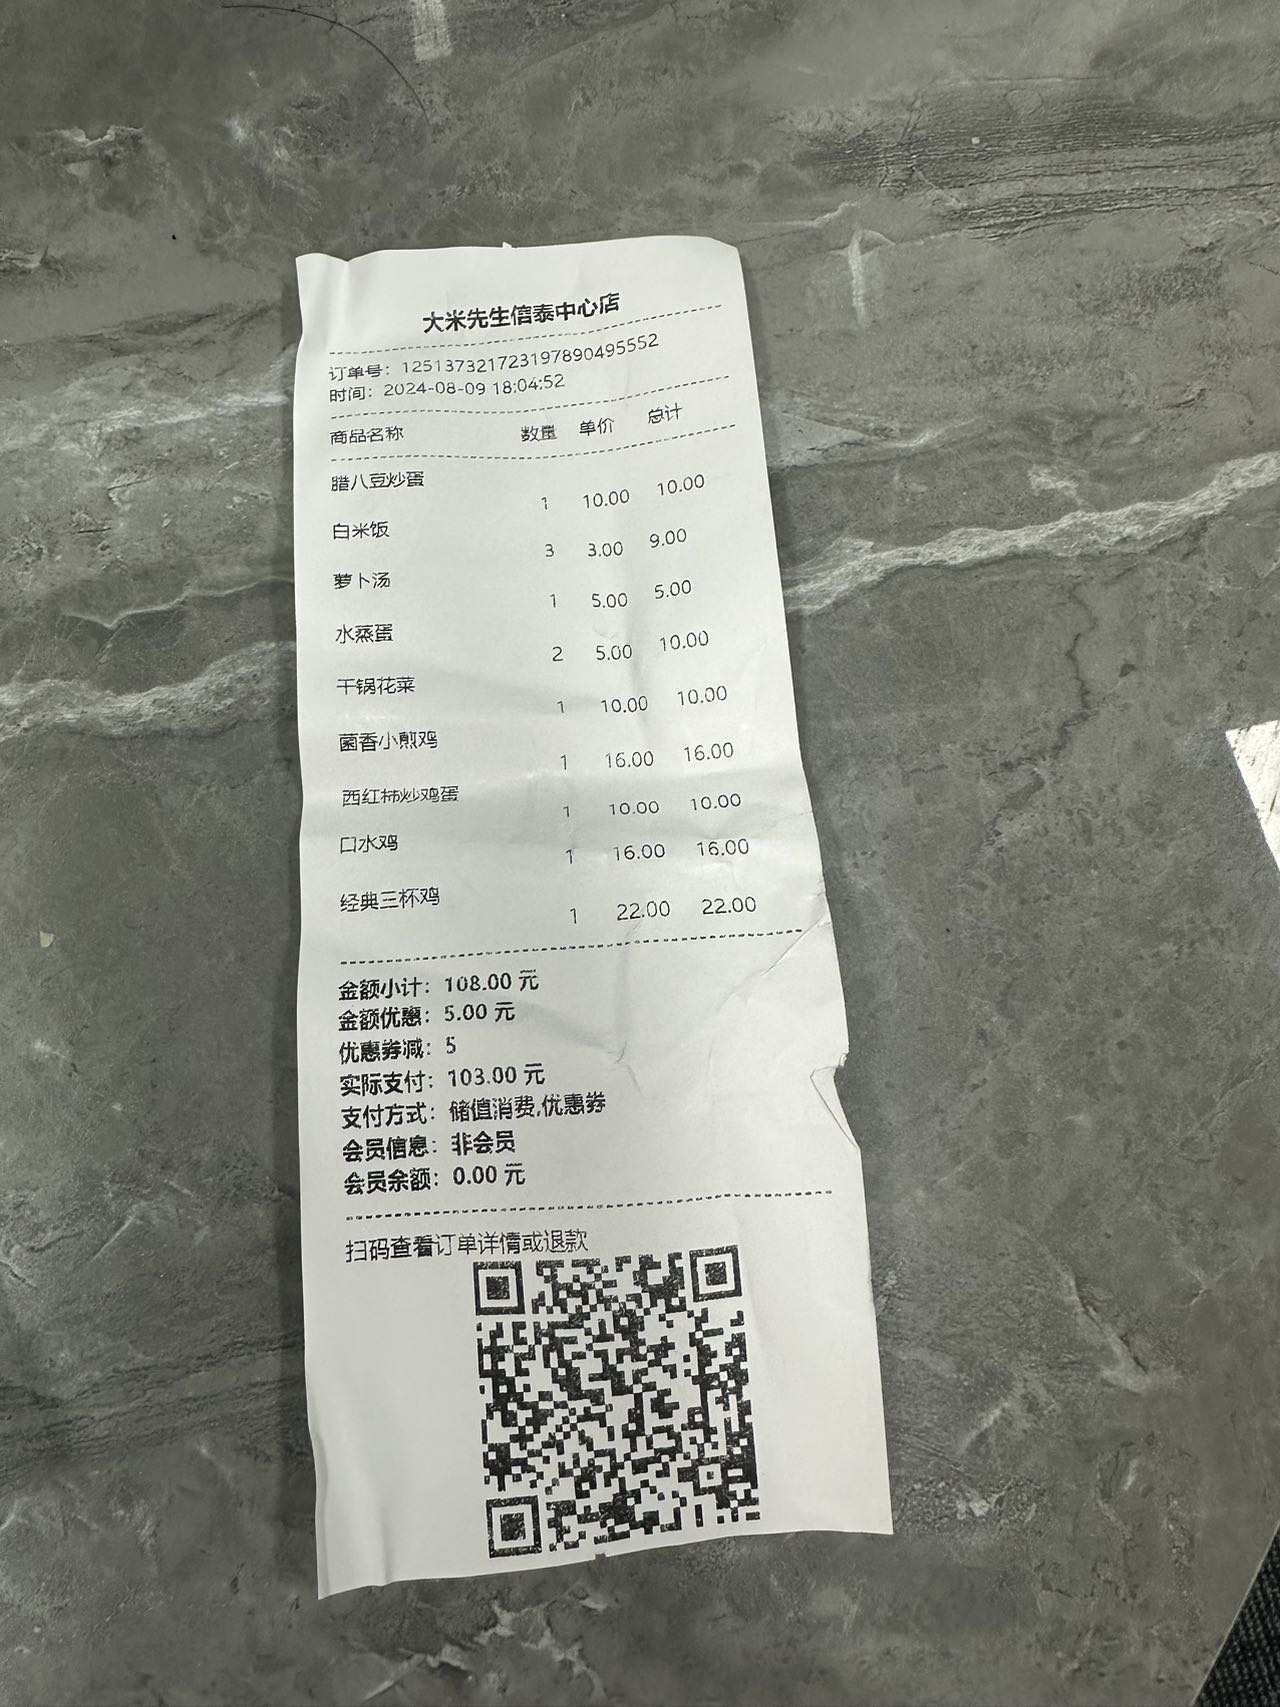 大米先生信泰中心店
订单号：125137321723197890495552
时间：2024-08-09 18:04:52
商品名称 数量 单价 总计
腊八豆炒蛋
1 10.00 10.00
白米饭
3 3.00 9.00
萝卜汤
1 5.00 5.00
水蒸蛋
2 5.00 10.00
干锅花菜
1 10.00 10.00
菌香小煎鸡
1 16.00 16.00
西红柿炒鸡蛋
1 10.00 10.00
口水鸡
1 16.00 16.00
经典三杯鸡
1 22.00 22.00
金额小计：108.00 元
金额优惠：5.00 元
优惠券减：5
实际支付：103.00 元
支付方式：储值消费,优惠券
会员信息：非会员
会员余额：0.00 元
扫码查看订单详情或退款